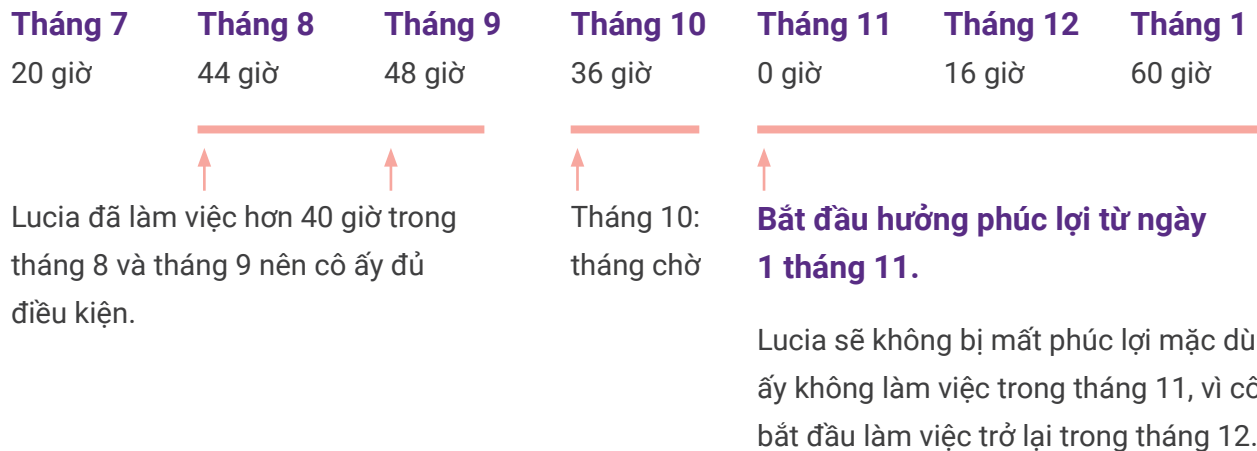 Tháng 7 Tháng 8 Tháng 9 Tháng 10 Tháng 11 Tháng 12 Tháng 1
20 giờ 44 giờ 48 giờ 36 giờ 0 giờ 16 giờ 60 giờ
Lucia đã làm việc hơn 40 giờ trong
tháng 8 và tháng 9 nên cô ấy đủ
điều kiện.
Tháng 10:
tháng chờ
Bắt đầu hưởng phúc lợi từ ngày
1 tháng 11.
Lucia sẽ không bị mất phúc lợi mặc dù
ấy không làm việc trong tháng 11, vì cô
bắt đầu làm việc trở lại trong tháng 12.